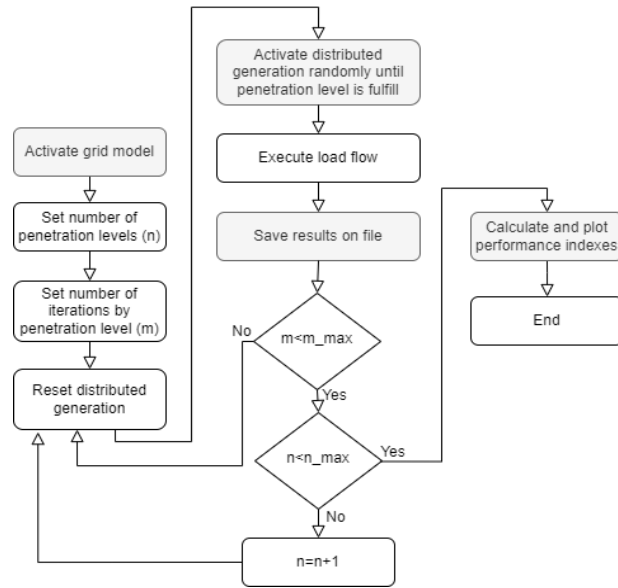 Activate grid model
Set number of
penetration levels (n)
Set number of
iterations by
penetration level (m)
Reset distributed
generation
Activate distributed
generation randomly until
penetration level is fulfill
Execute load flow
Save results on file
m<m_max
No
Yes
n<n_max
Yes
No
n=n+1
Calculate and plot
performance indexes
End